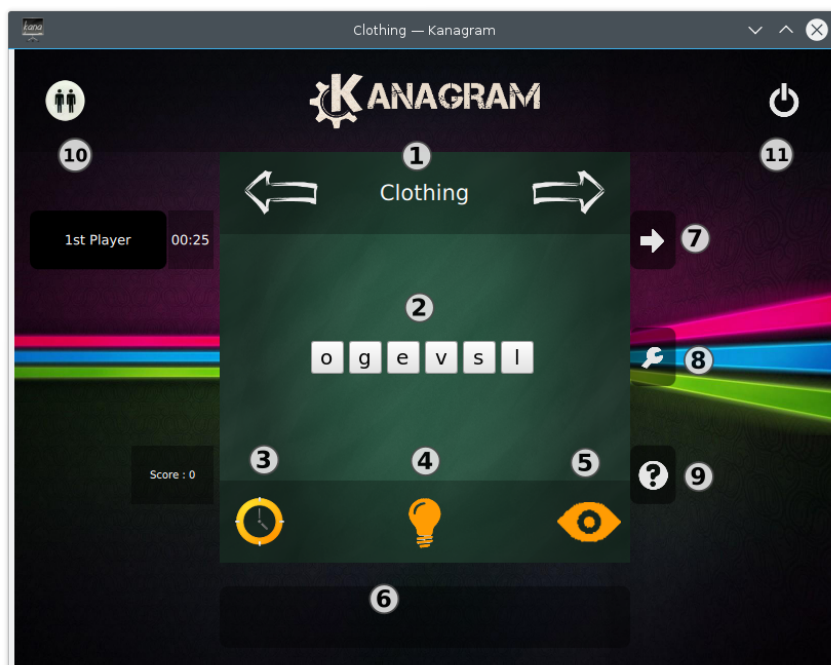 kana
Clothing — Kanagram
KANAGRAM
10
1
11
Clothing
1st Player
00:25
7
2
o g e v s l
8
3
4
5
Score : 0
9
?
6